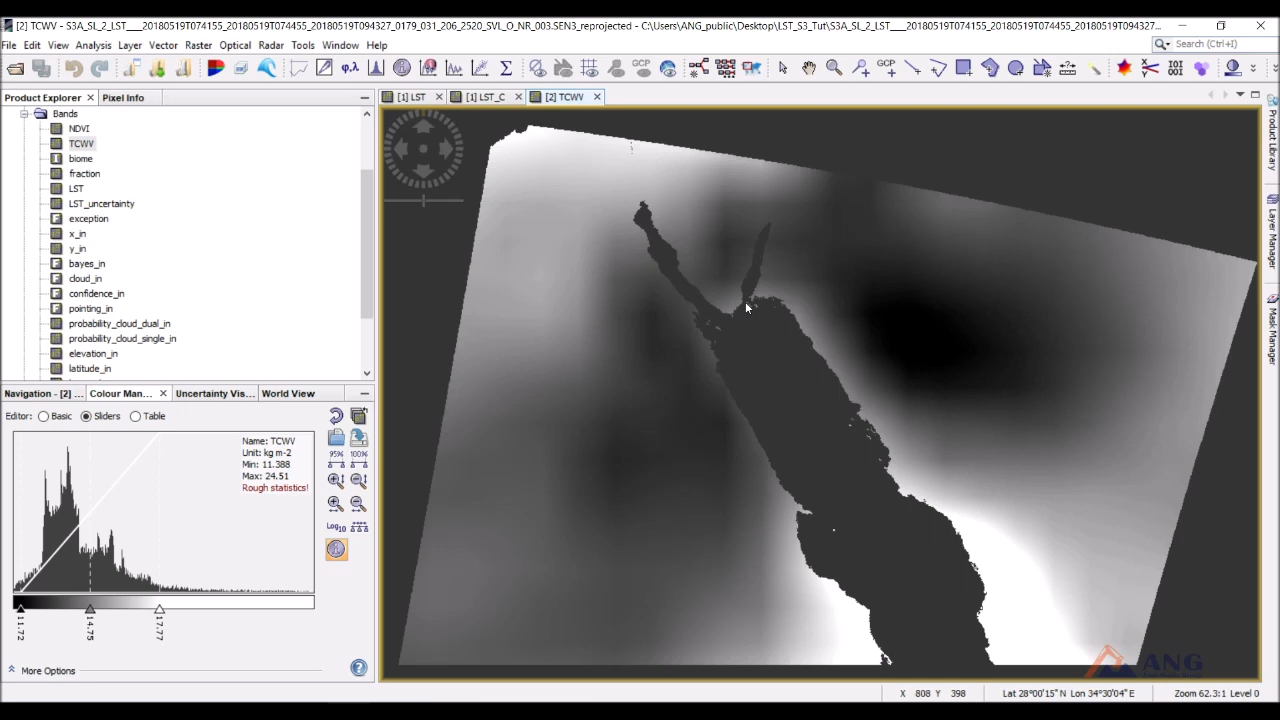 [2] TCWV - S3A_SL_2_LST____20180519T074155_20180519T074455_20180519T094327_0179_031_206_2520_SVL_O_NR_003.SEN3_reprojected - C:\Users\ANG_public\Desktop\LST_S3_Tut\S3A_SL_2_LST____20180519T074155_20180519T074455_20180519T094327_0179_031_206_2...
File Edit View Analysis Layer Vector Raster Optical Radar Tools Window Help
Search (Ctrl+I)
φ,λ Σ GCP GCP
Product Explorer Pixel Info
[1] LST [1] LST_C [2] TCWV
Bands
NDVI
TCWV
biome
fraction
LST
LST_uncertainty
exception
x_in
y_in
bayes_in
cloud_in
confidence_in
pointing_in
probability_cloud_dual_in
probability_cloud_single_in
elevation_in
latitude_in
Product Library
Layer Manager
Mask Manager
Navigation - [2] ... Colour Man... Uncertainty Vis... World View
Editor: Basic Sliders Table
Name: TCWV
Unit: kg m-2
Min: 11.388
Max: 24.51
Rough statistics!
95% 100%
Log10
11.72 14.75 17.77
More Options
ANG
X 808 Y 398 Lat 28°00'15" N Lon 34°30'04" E Zoom 62.3:1 Level 0